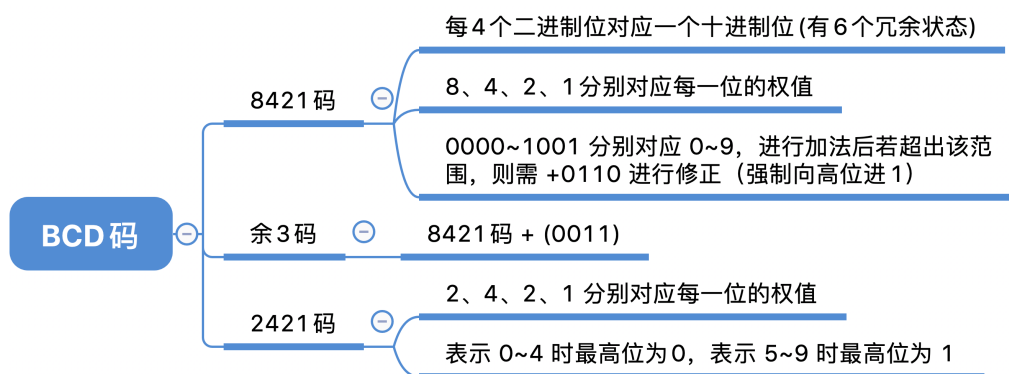 每4个二进制位对应一个十进制位(有6个冗余状态)
8421码
8、4、2、1分别对应每一位的权值
0000~1001 分别对应 0~9，进行加法后若超出该范
围，则需 +0110 进行修正（强制向高位进1）
BCD码
余3码
8421码 + (0011)
2421码
2、4、2、1 分别对应每一位的权值
表示 0~4 时最高位为0，表示 5~9 时最高位为 1